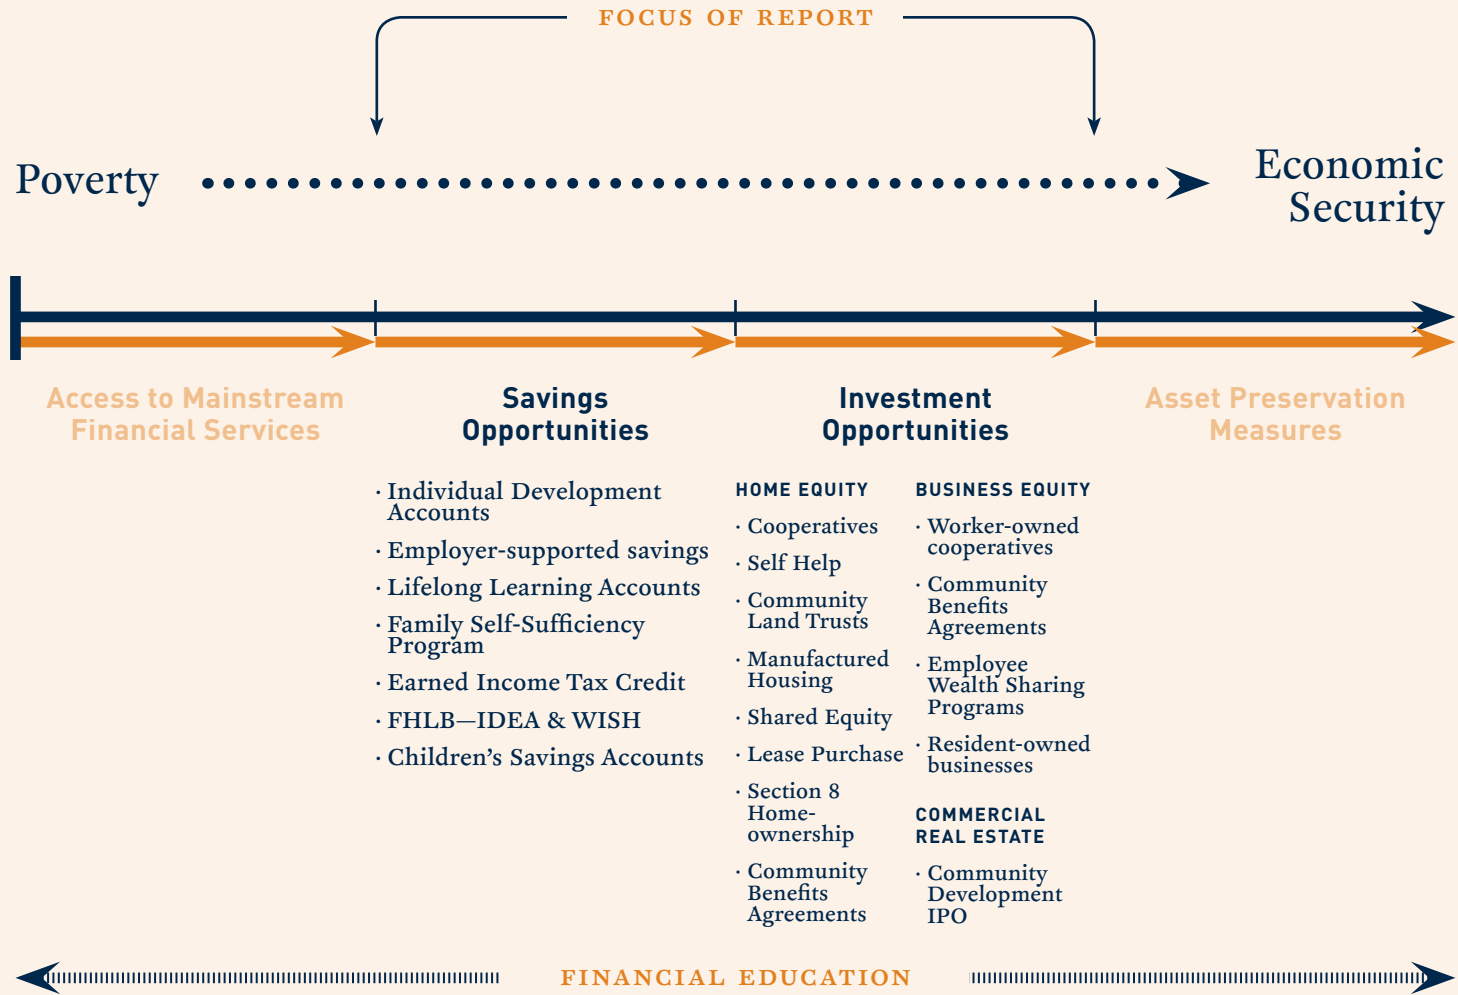 FOCUS OF REPORT
Poverty
Economic
Security
Access to Mainstream
Financial Services
Savings
Opportunities
· Individual Development
Accounts
· Employer-supported savings
· Lifelong Learning Accounts
· Family Self-Sufficiency
Program
· Earned Income Tax Credit
· FHLB—IDEA & WISH
· Children’s Savings Accounts
Investment
Opportunities
HOME EQUITY
· Cooperatives
· Self Help
· Community
Land Trusts
· Manufactured
Housing
· Shared Equity
· Lease Purchase
· Section 8
Home-
ownership
· Community
Benefits
Agreements
BUSINESS EQUITY
· Worker-owned
cooperatives
· Community
Benefits
Agreements
· Employee
Wealth Sharing
Programs
· Resident-owned
businesses
COMMERCIAL
REAL ESTATE
· Community
Development
IPO
Asset Preservation
Measures
FINANCIAL EDUCATION